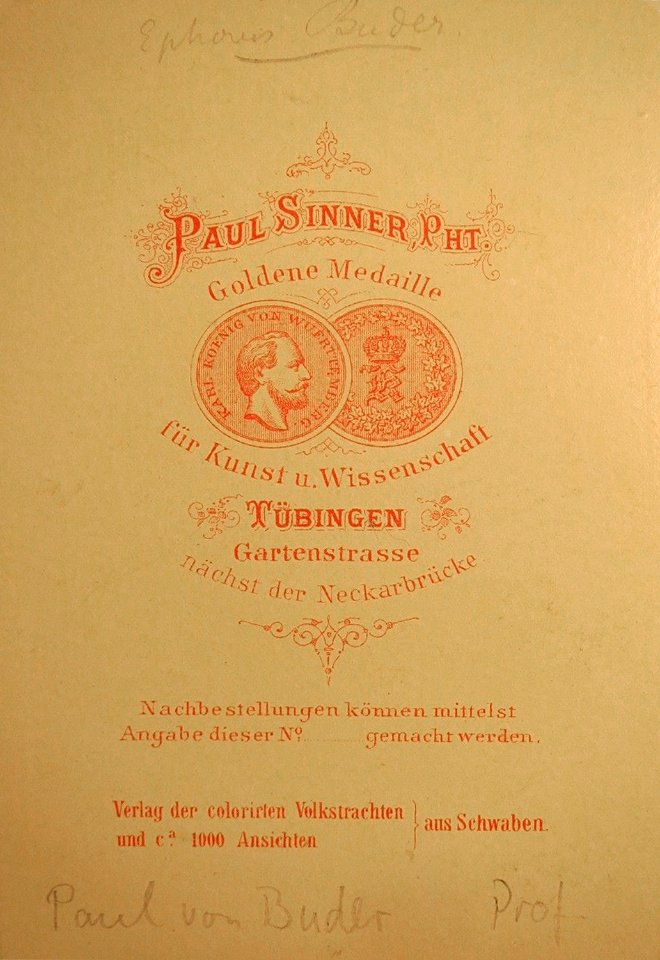 Ephorus Buder.
PAUL SINNER, PHT.
Goldene Medaille
KARL KOENIG VON WUERTTEMBERG
für Kunst u. Wissenschaft
TÜBINGEN
Gartenstrasse
nächst der Neckarbrücke
Nachbestellungen können mittelst
Angabe dieser No. gemacht werden.
Verlag der colorirten Volkstrachten
und ca. 1000 Ansichten
aus Schwaben.
Paul von Buder Prof.